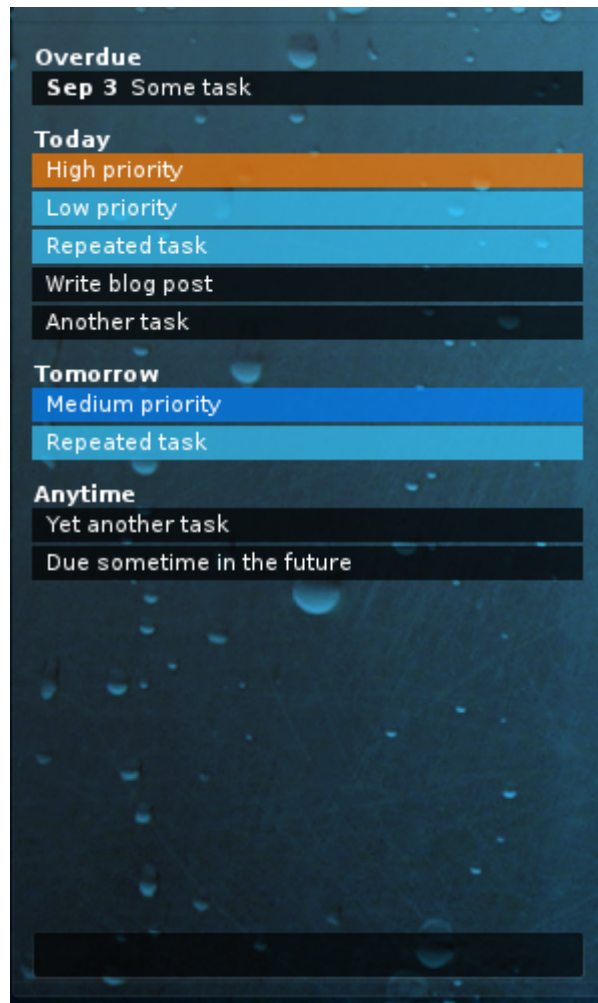 Overdue
Sep 3 Some task
Today
High priority
Low priority
Repeated task
Write blog post
Another task
Tomorrow
Medium priority
Repeated task
Anytime
Yet another task
Due sometime in the future